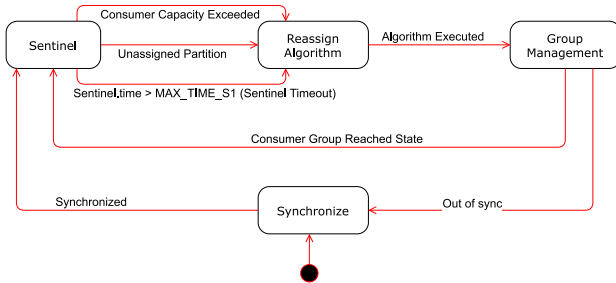 Consumer Capacity Exceeded
Sentinel
Unassigned Partition
Reassign
Algorithm
Algorithm Executed
Group
Management
Sentinel.time > MAX_TIME_S1 (Sentinel Timeout)
Consumer Group Reached State
Synchronized
Synchronize
Out of sync